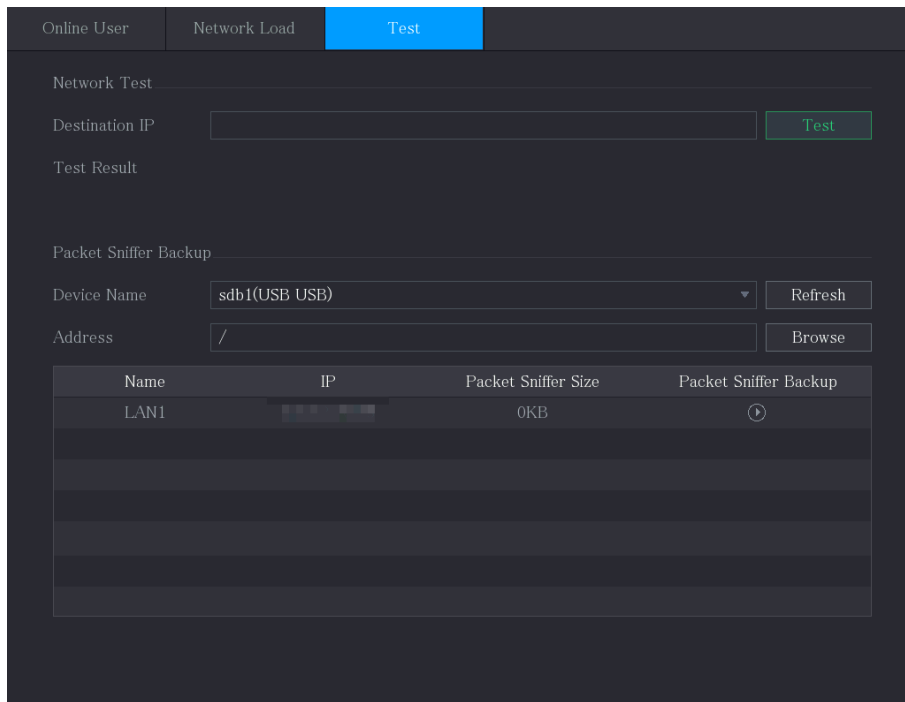 Online User Network Load Test
Network Test
Destination IP Test
Test Result
Packet Sniffer Backup
Device Name sdb1(USB USB) Refresh
Address / Browse
Name IP Packet Sniffer Size Packet Sniffer Backup
LAN1 0KB